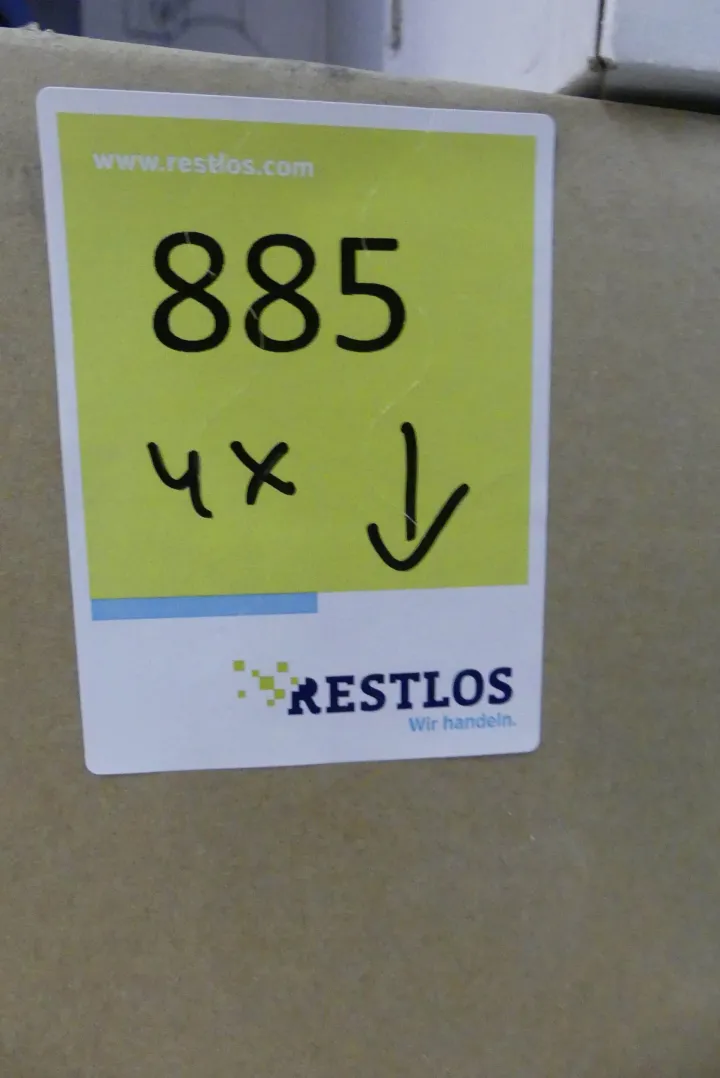 www.restlos.com
885
4x ↓
RESTLOS
Wir handeln.